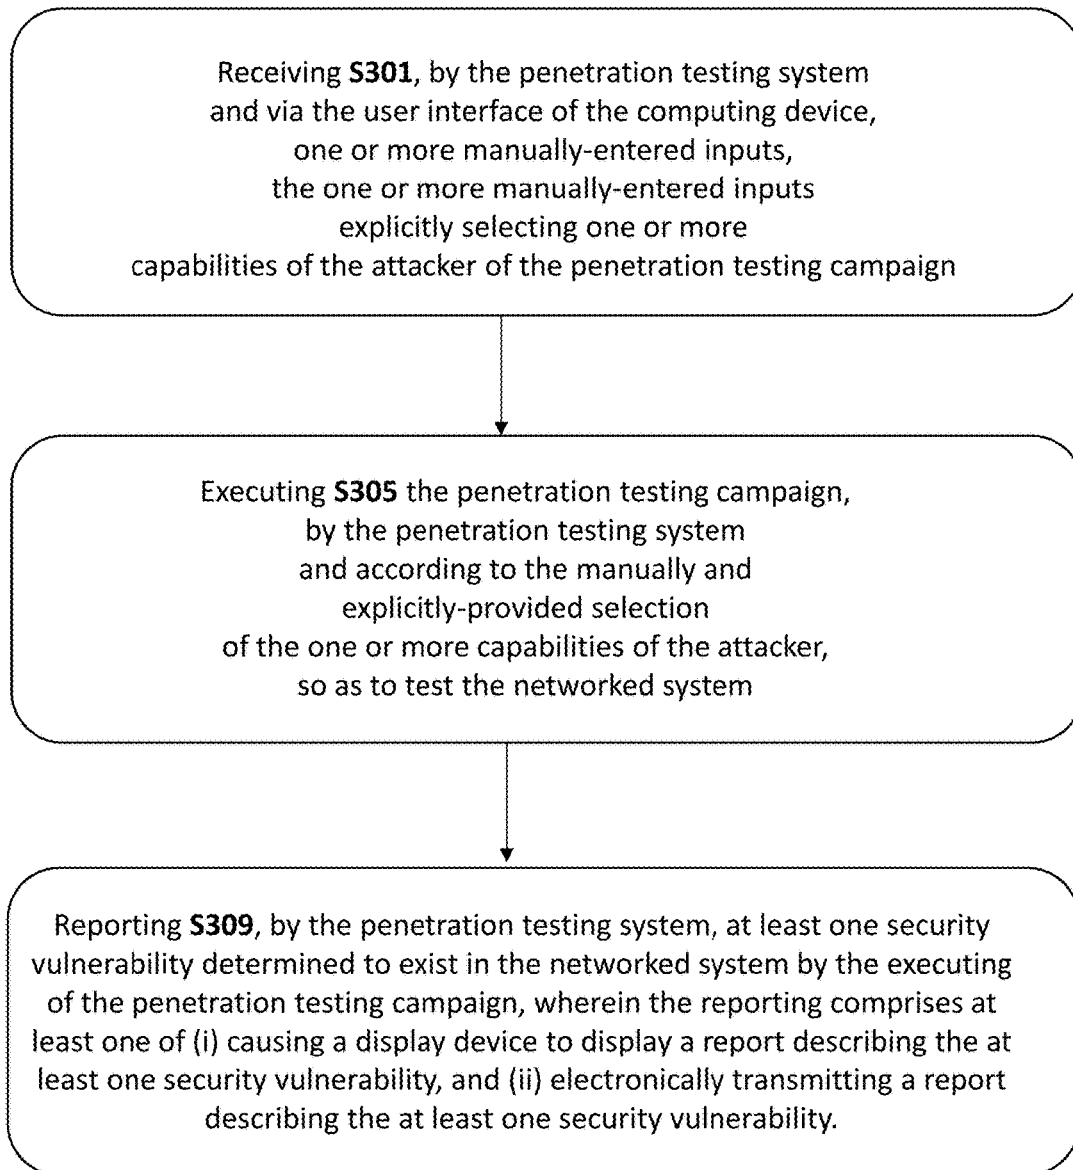 Receiving S301, by the penetration testing system
and via the user interface of the computing device,
one or more manually-entered inputs,
the one or more manually-entered inputs
explicitly selecting one or more
capabilities of the attacker of the penetration testing campaign
Executing S305 the penetration testing campaign,
by the penetration testing system
and according to the manually and
explicitly-provided selection
of the one or more capabilities of the attacker,
so as to test the networked system
Reporting S309, by the penetration testing system, at least one security
vulnerability determined to exist in the networked system by the executing
of the penetration testing campaign, wherein the reporting comprises at
least one of (i) causing a display device to display a report describing the at
least one security vulnerability, and (ii) electronically transmitting a report
describing the at least one security vulnerability.